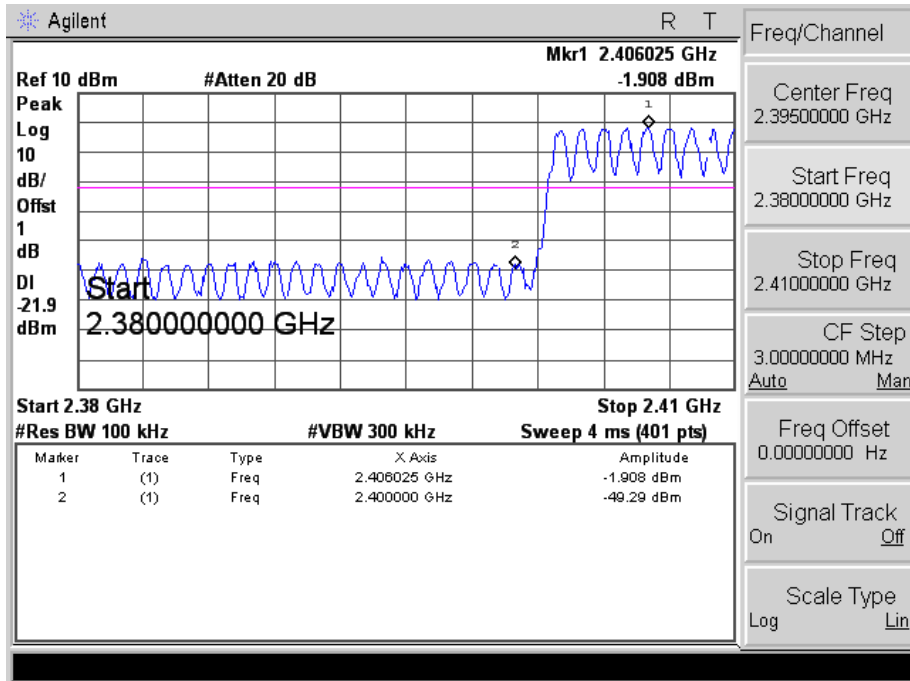 Agilent R T
Mkr1 2.406025 GHz
Ref 10 dBm #Atten 20 dB -1.908 dBm
Peak
Log
10
dB/
Offst
1
dB
DI
-21.9
dBm
1
2
Start
2.380000000 GHz
Start 2.38 GHz Stop 2.41 GHz
#Res BW 100 kHz #VBW 300 kHz Sweep 4 ms (401 pts)
Marker Trace Type X Axis Amplitude
1 (1) Freq 2.406025 GHz -1.908 dBm
2 (1) Freq 2.400000 GHz -49.29 dBm
Freq/Channel
Center Freq
2.39500000 GHz
Start Freq
2.38000000 GHz
Stop Freq
2.41000000 GHz
CF Step
3.00000000 MHz
Auto Man
Freq Offset
0.00000000 Hz
Signal Track
On Off
Scale Type
Log Lin